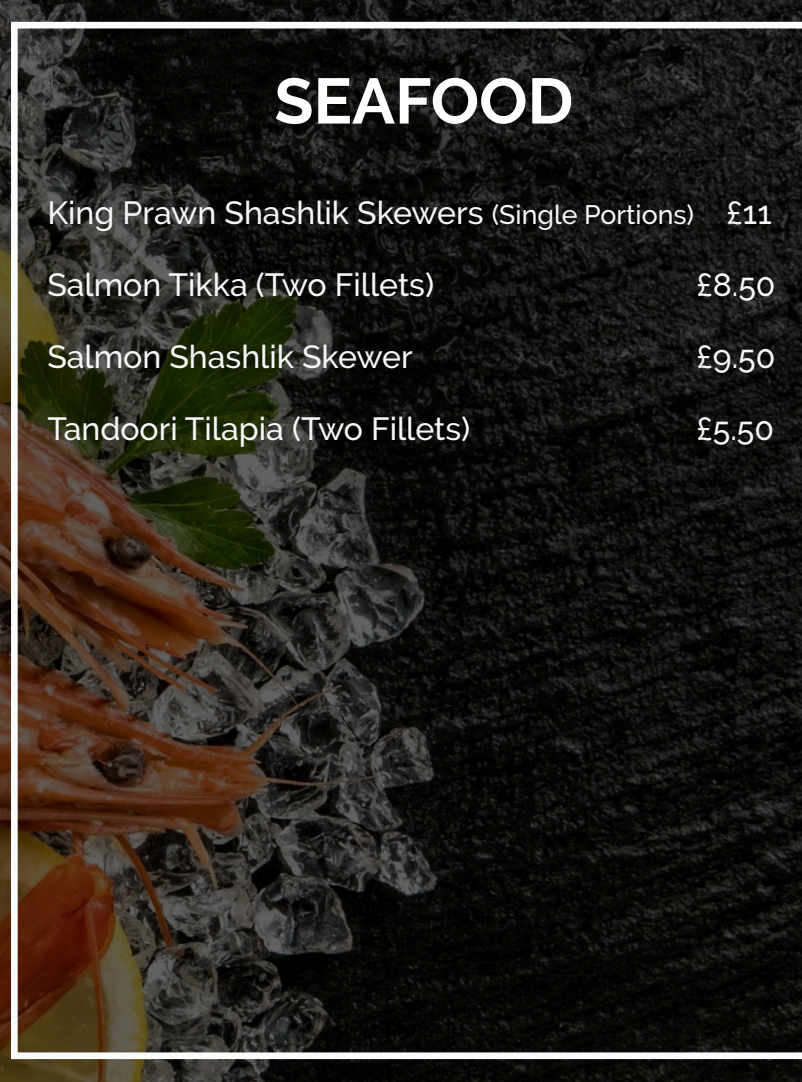 SEAFOOD
King Prawn Shashlik Skewers (Single Portions) £11
Salmon Tikka (Two Fillets) £8.50
Salmon Shashlik Skewer £9.50
Tandoori Tilapia (Two Fillets) £5.50